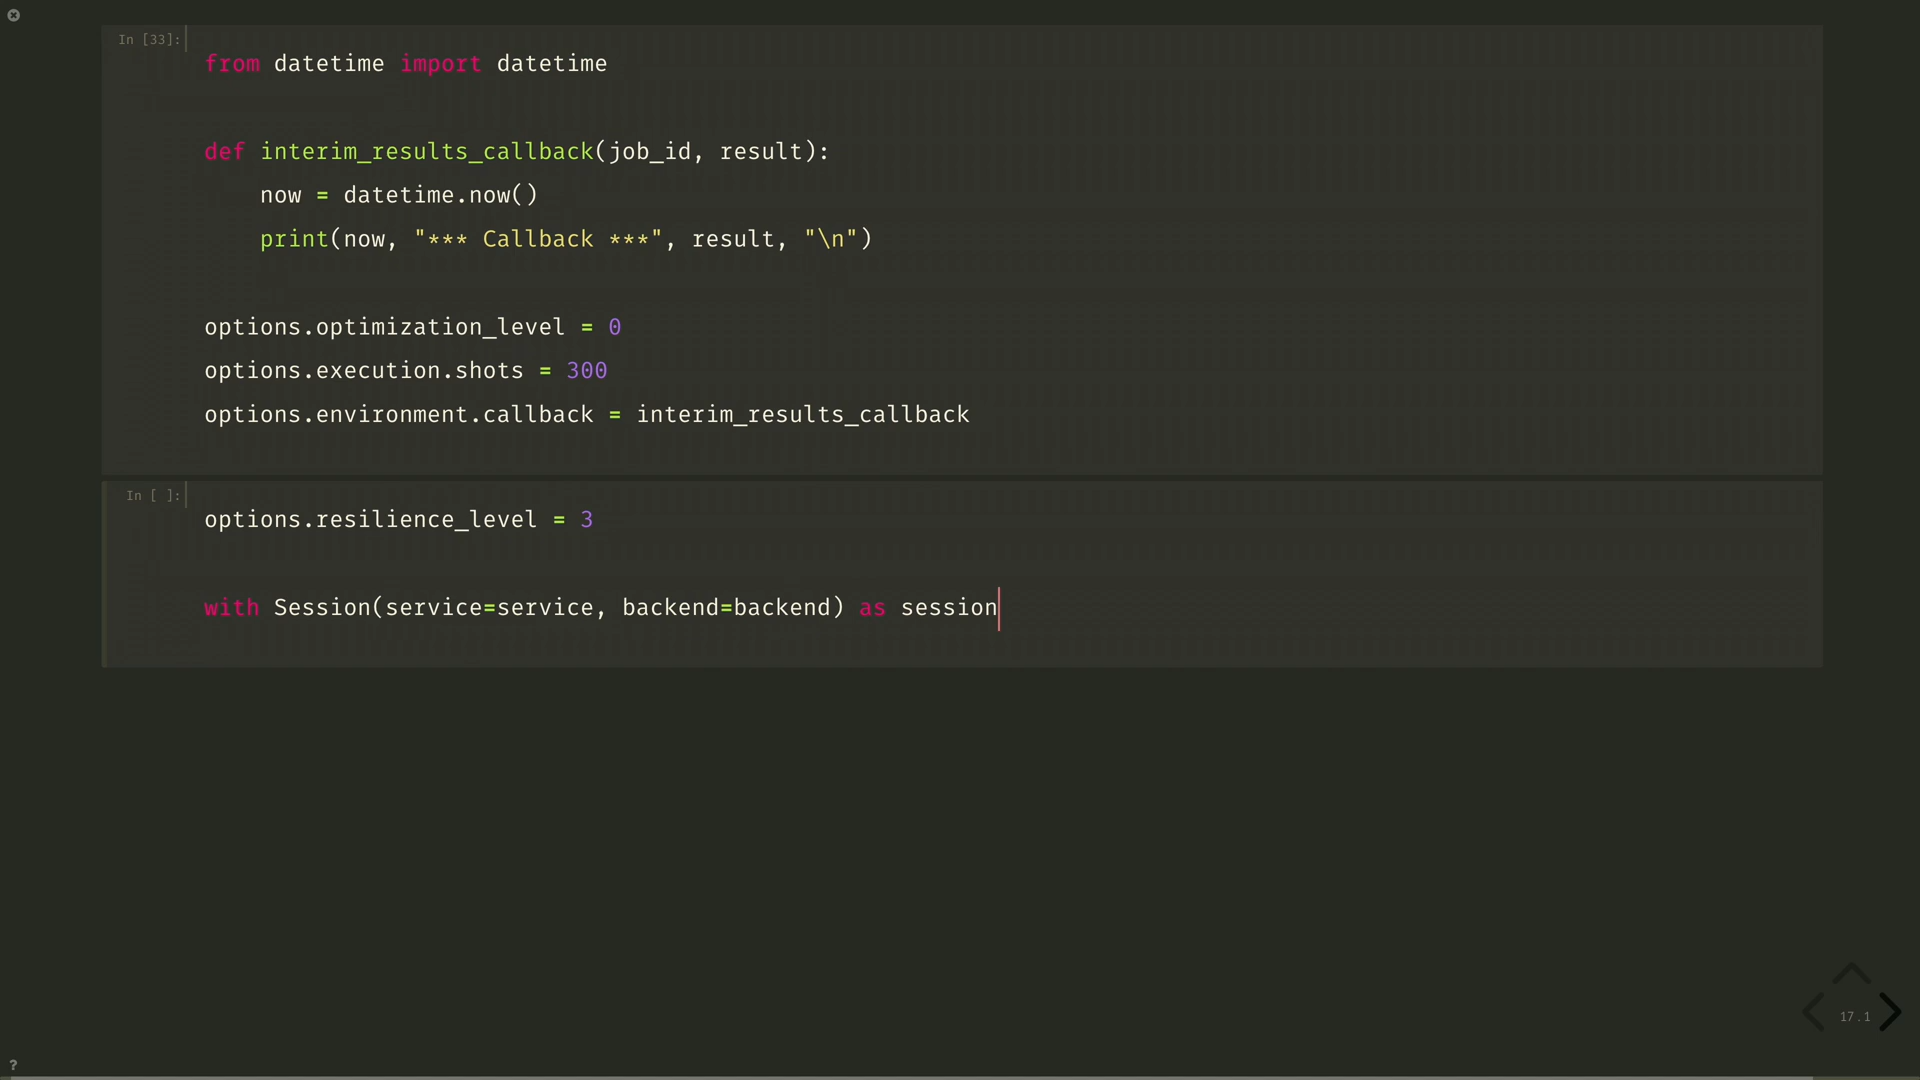 In [33]:
from datetime import datetime
def interim_results_callback(job_id, result):
    now = datetime.now()
    print(now, "*** Callback ***", result, "\n")
options.optimization_level = 0
options.execution.shots = 300
options.environment.callback = interim_results_callback
In [ ]:
options.resilience_level = 3
with Session(service=service, backend=backend) as session
17.1
?